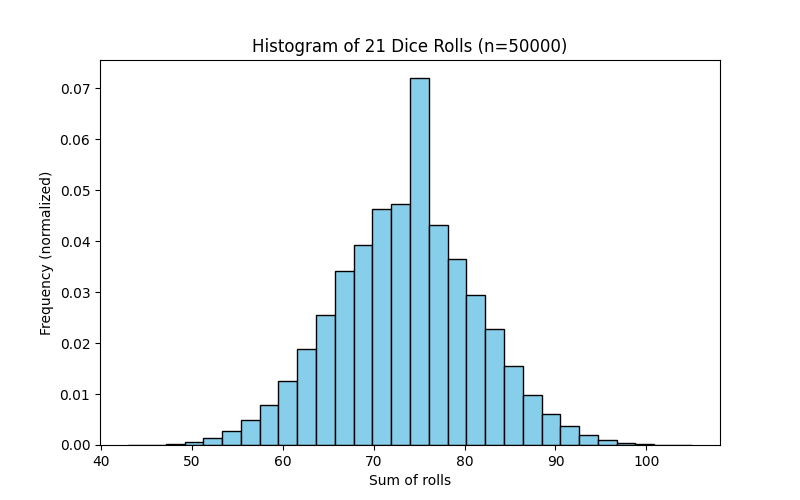 Histogram of 21 Dice Rolls (n=50000)
Frequency (normalized)
0.07
0.06
0.05
0.04
0.03
0.02
0.01
0.00
40 50 60 70 80 90 100
Sum of rolls